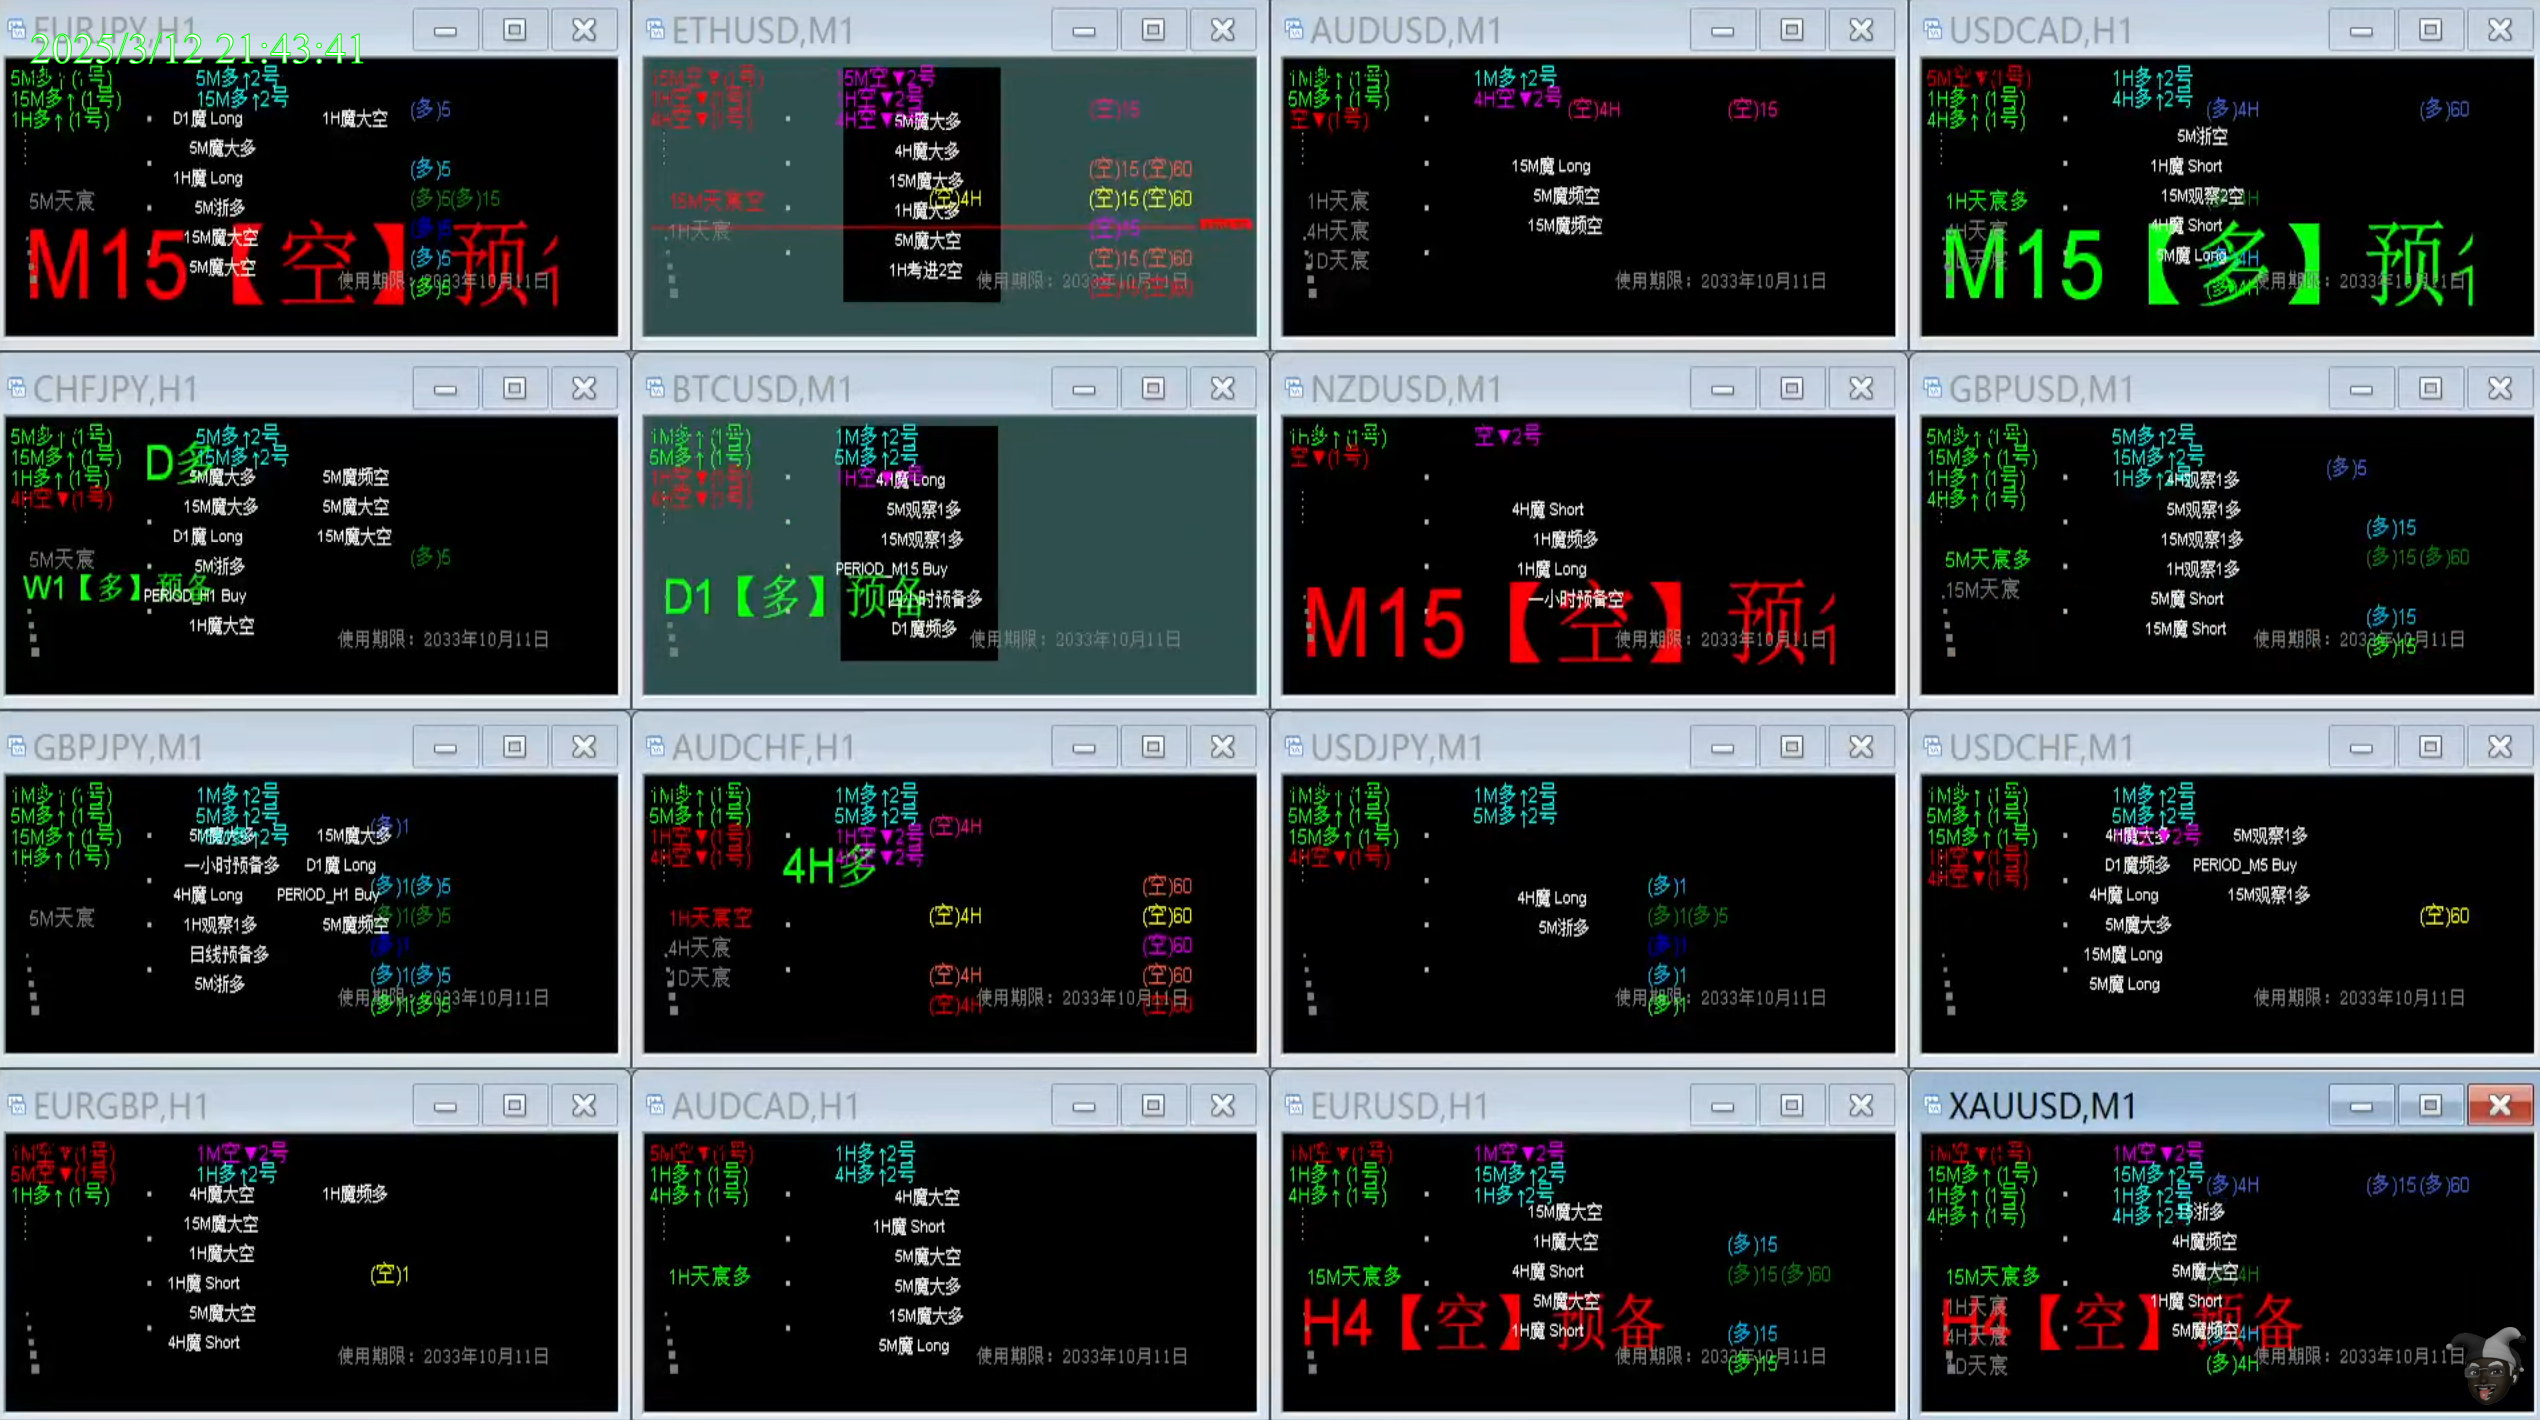 EURJPY,H1
2025/3/12 21:43:41
5M多↑(1号) 5M多↑2号
15M多↑(1号) 15M多↑2号
1H多↑(1号) D1魔 Long 1H魔大空 (多)5
5M魔大多
1H魔 Long (多)5
5M天宸 5M浙多 (多)5(多)15
15M魔大空
5M魔大空 (多)5
M15【空】预
使用期限：2033年10月11日
(多)5
ETHUSD,M1
15M空▼(1号) 15M空▼2号
1H空▼(1号) 1H空▼2号
4H空▼(1号) (空)15
5M魔大多
4H魔大多
15M魔大多 (空)15(空)60
15M天宸空 (空)4H (空)15(空)60
1H魔大多
1H天宸 (空)15
5M魔大空
1H考进2空 (空)15(空)60
使用期限：2033年10月11日
AUDUSD,M1
1M多↑(1号) 1M多↑2号
5M多↑(1号) 4H空▼2号 (空)4H (空)15
空▼(1号)
15M魔 Long
1H天宸 5M魔频空
4H天宸 15M魔频空
1D天宸
使用期限：2033年10月11日
USDCAD,H1
5M空▼(1号) 1H多↑2号
1H多↑(1号) 4H多↑2号 (多)4H (多)60
4H多↑(1号)
5M浙空
1H魔 Short
1H天宸多 15M观察2空
4H天宸 4H魔 Short
5M魔 Long
M15【多】预
使用期限：2033年10月11日
CHFJPY,H1
5M多↑(1号) 5M多↑2号
15M多↑(1号) D多 15M多↑2号
1H多↑(1号) 5M魔大多 5M魔频空
4H空▼(1号) 15M魔大多 5M魔大空
D1魔 Long 15M魔大空
5M天宸 5M浙多 (多)5
W1【多】预备 PERIOD_H1 Buy
1H魔大空
使用期限：2033年10月11日
BTCUSD,M1
1M多↑(1号) 1M多↑2号
5M多↑(1号) 5M多↑2号
1H空▼(1号) 4H魔 Long
4H空▼(1号) 5M观察1多
15M观察1多
PERIOD_M15 Buy
D1【多】预备 四小时预备多
D1魔频多
使用期限：2033年10月11日
NZDUSD,M1
1H多↑(1号) 空▼2号
空▼(1号)
4H魔 Short
1H魔频多
1H魔 Long
一小时预备空
M15【空】预
使用期限：2033年10月11日
GBPUSD,M1
5M多↑(1号) 5M多↑2号
15M多↑(1号) 15M多↑2号 (多)5
1H多↑(1号) 1H多↑2号 4H观察1多
4H多↑(1号) 5M观察1多
15M观察1多 (多)15
5M天宸多 1H观察1多 (多)15(多)60
15M天宸 5M魔 Short
15M魔 Short (多)15
使用期限：2033年10月11日
(多)15
GBPJPY,M1
1M多↑(1号) 1M多↑2号
5M多↑(1号) 5M多↑2号 (多)1
15M多↑(1号) 5M魔大多 15M魔大多
1H多↑(1号) 一小时预备多 D1魔 Long
4H魔 Long PERIOD_H1 Buy (多)1(多)5
5M天宸 1H观察1多 5M魔频空 (多)1(多)5
日线预备多 (多)1
5M浙多 (多)1(多)5
使用期限：2033年10月11日
(多)1(多)5
AUDCHF,H1
1M多↑(1号) 1M多↑2号
5M多↑(1号) 5M多↑2号 (空)4H
1H空▼(1号) 1H空▼2号
4H空▼(1号) 4H多 4H空▼2号
(空)60
1H天宸空 (空)4H (空)60
4H天宸 (空)60
1D天宸 (空)4H (空)60
(空)4H 使用期限：2033年10月11日
USDJPY,M1
1M多↑(1号) 1M多↑2号
5M多↑(1号) 5M多↑2号
15M多↑(1号)
4H空▼(1号)
4H魔 Long (多)1
5M浙多 (多)1(多)5
(多)1
(多)1
使用期限：2033年10月11日
(多)1
USDCHF,M1
1M多↑(1号) 1M多↑2号
5M多↑(1号) 5M多↑2号
15M多↑(1号) 4H魔大多 5M观察1多
1H空▼(1号) D1魔频多 PERIOD_M5 Buy
4H空▼(1号) 4H魔 Long 15M观察1多
5M魔大多 (空)60
15M魔 Long
5M魔 Long
使用期限：2033年10月11日
EURGBP,H1
1M空▼(1号) 1M空▼2号
5M空▼(1号) 1H多↑2号
1H多↑(1号) 4H魔大空 1H魔频多
15M魔大空
1H魔大空
1H魔 Short (空)1
5M魔大空
4H魔 Short
使用期限：2033年10月11日
AUDCAD,H1
5M空▼(1号) 1H多↑2号
1H多↑(1号) 4H多↑2号
4H多↑(1号) 4H魔大空
1H魔 Short
5M魔大空
1H天宸多 5M魔大多
15M魔大多
5M魔 Long
使用期限：2033年10月11日
EURUSD,H1
1M空▼(1号) 1M空▼2号
1H多↑(1号) 15M多↑2号
4H多↑(1号) 1H多↑2号
15M魔大空
1H魔大空 (多)15
15M天宸多 4H魔 Short (多)15(多)60
5M魔大空
H4【空】预备 1H魔 Short (多)15
使用期限：2033年10月11日
(多)15
XAUUSD,M1
1M空▼(1号) 1M空▼2号
15M多↑(1号) 15M多↑2号 (多)4H (多)15(多)60
1H多↑(1号) 1H多↑2号
4H多↑(1号) 4H多↑2号 浙多
4H魔频空
15M天宸多 5M魔大空
1H天宸 1H魔 Short
4H天宸 5M魔频空
H4【空】预备
1D天宸 (多)4H 使用期限：2033年10月11日